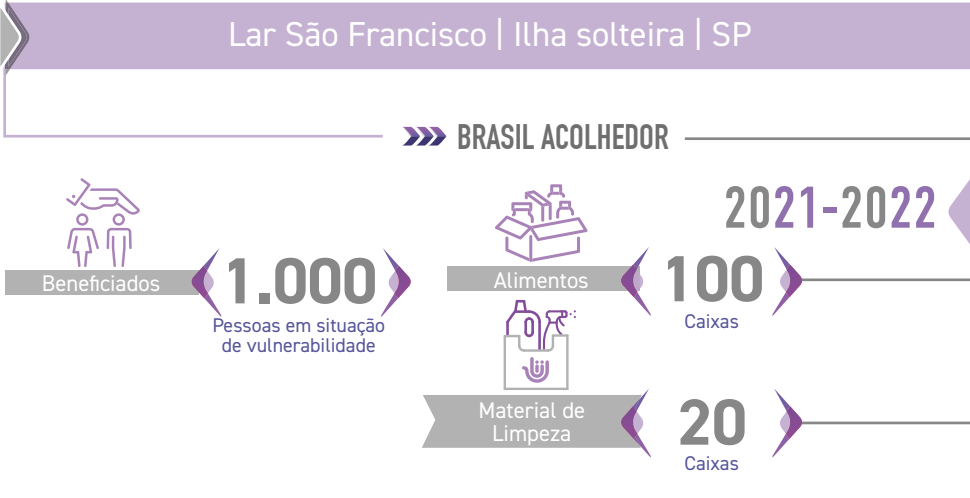 Lar São Francisco | Ilha solteira | SP
BRASIL ACOLHEDOR
2021-2022
Beneficiados
1.000
Pessoas em situação
de vulnerabilidade
Alimentos
100
Caixas
Material de
Limpeza
20
Caixas